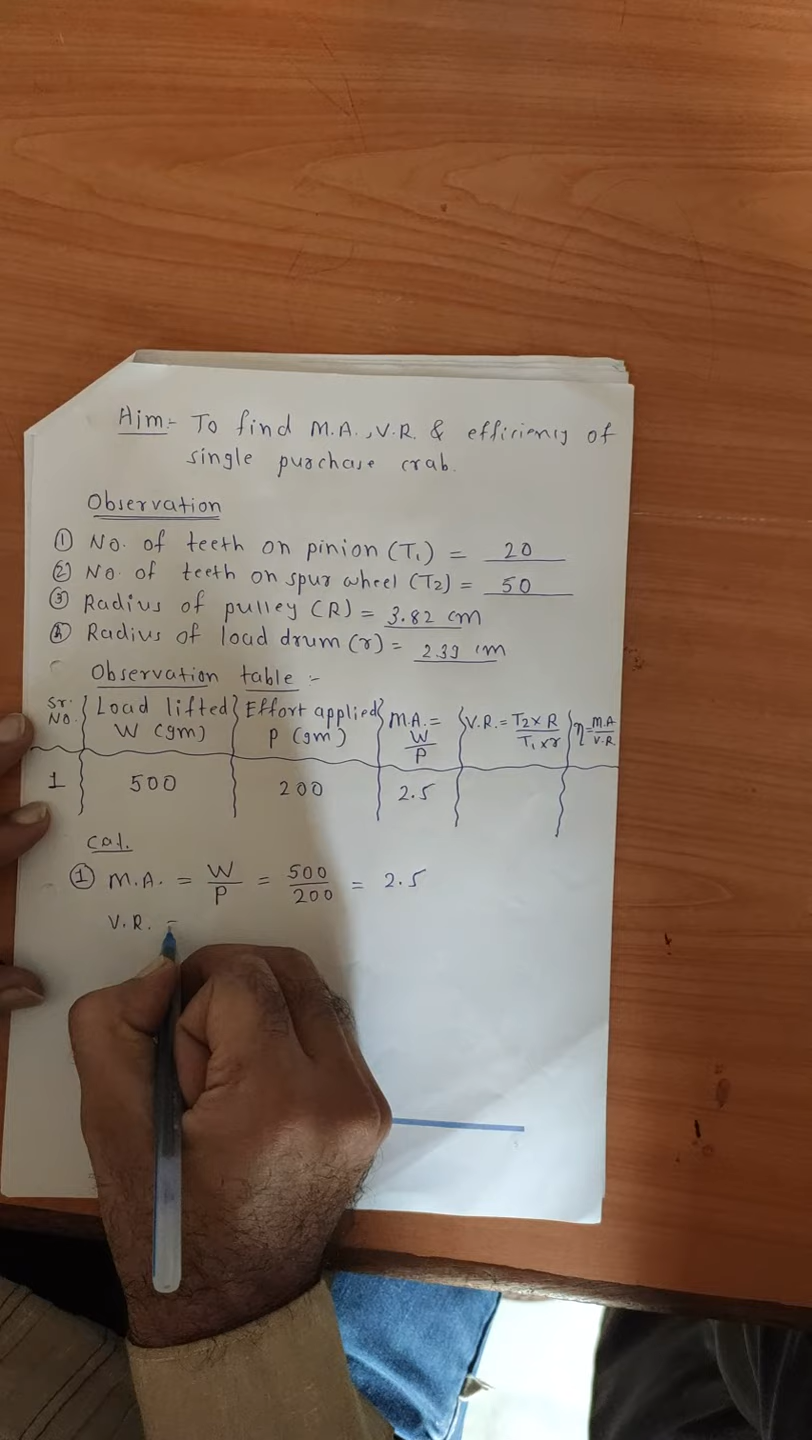 Aim:- To find M.A., V.R. & efficiency of
single purchase crab.
Observation
① No. of teeth on pinion (T₁) = 20
② No. of teeth on spur wheel (T2) = 50
③ Radius of pulley (R) = 3.82 cm
④ Radius of load drum (r) = 2.39 cm
Observation table :-
Sr. No. Load lifted W (gm) Effort applied P (gm) M.A. = W/P V.R. = T2 x R / T₁ x r η = M.A / V.R.
1 500 200 2.5
Cal.
① M.A. = W/P = 500/200 = 2.5
V.R. =